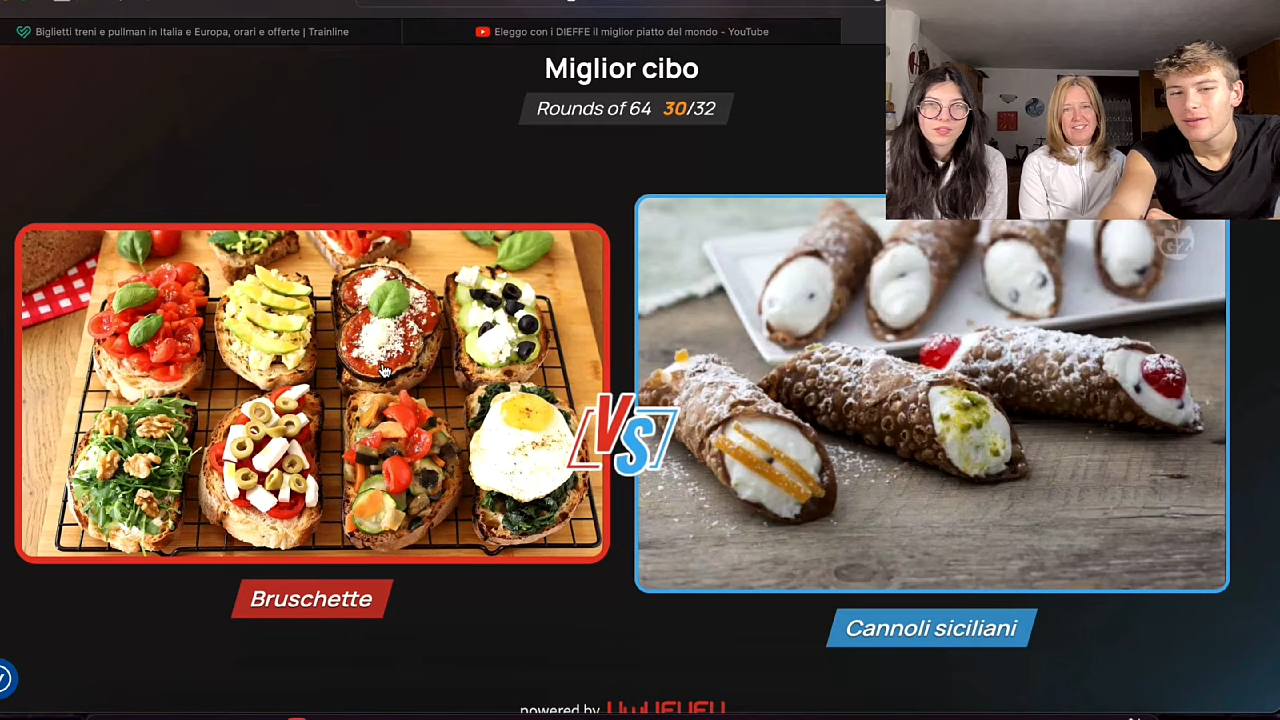 Biglietti treni e pullman in Italia e Europa, orari e offerte | Trainline
Eleggo con i DIEFFE il miglior piatto del mondo - YouTube
Miglior cibo
Rounds of 64 30/32
GZ
VS
Bruschette
Cannoli siciliani
powered by